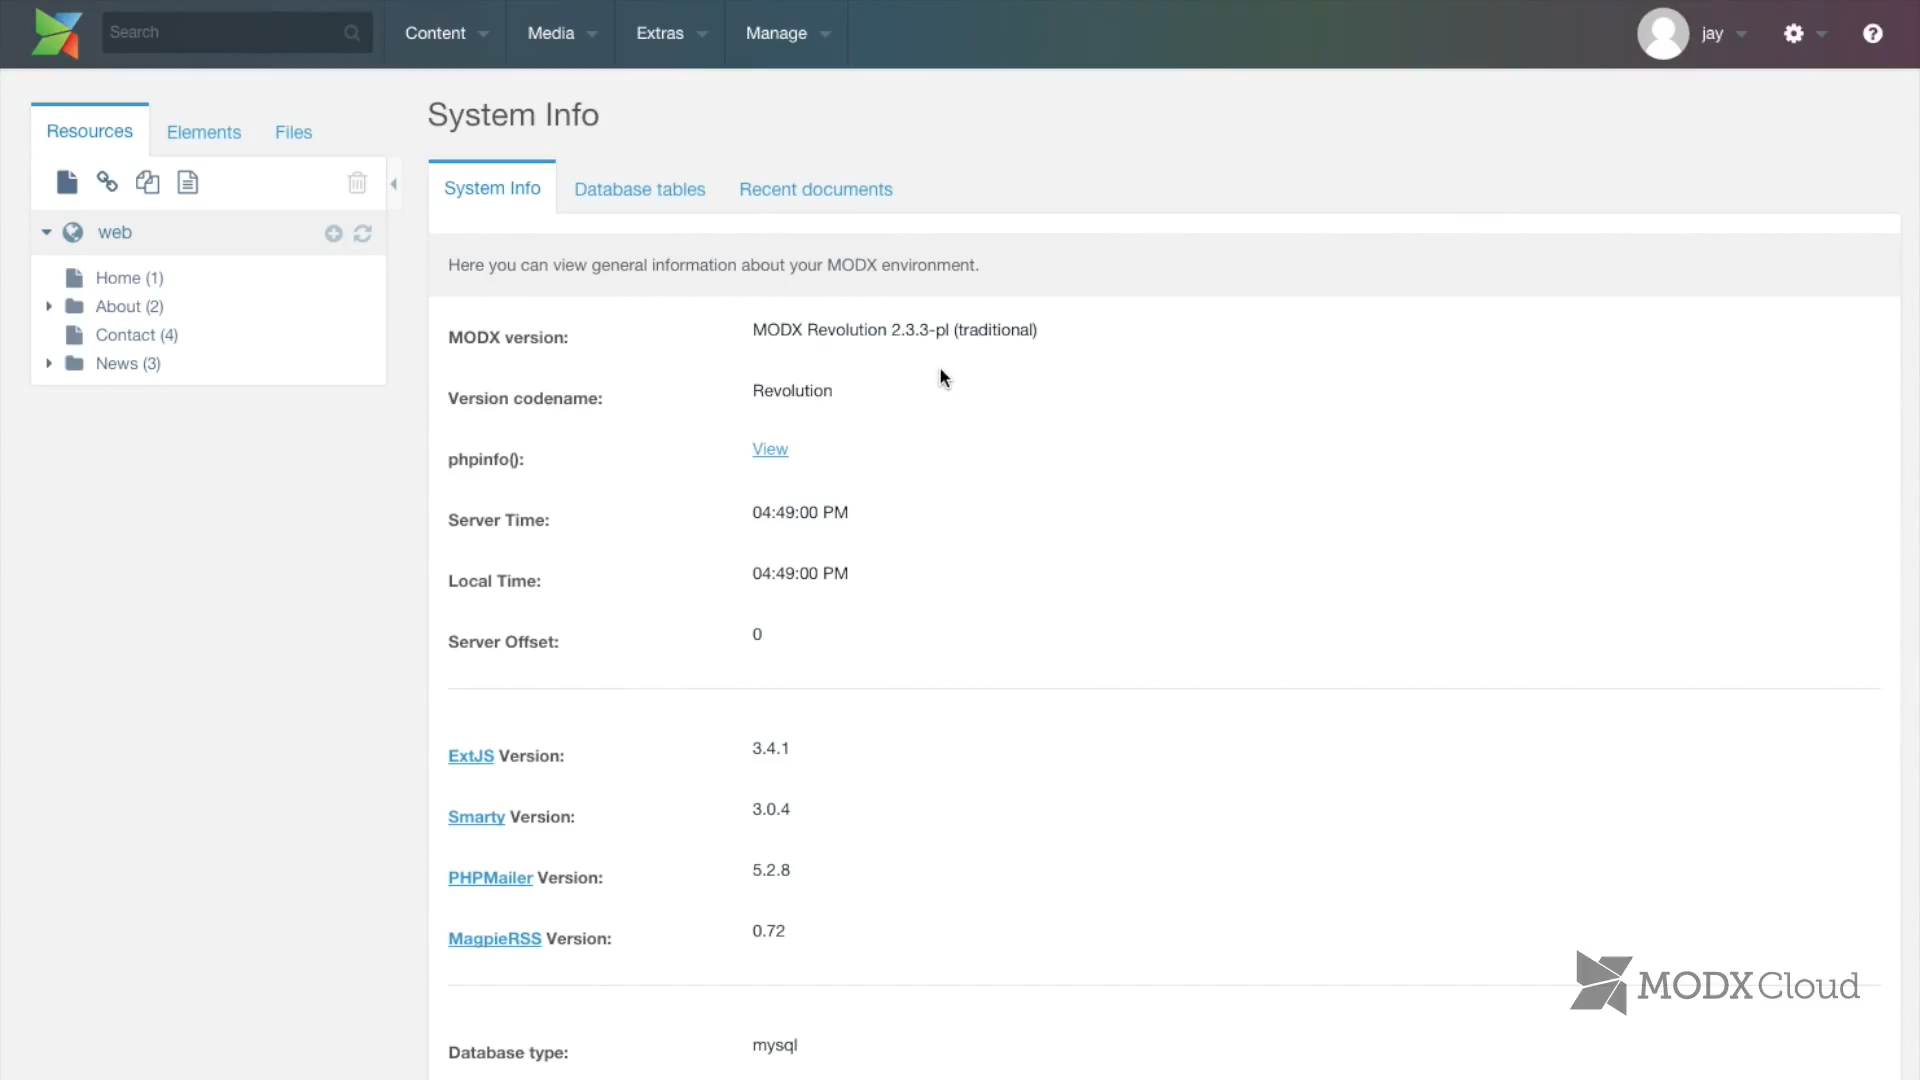 Search
Content
Media
Extras
Manage
jay
Resources
Elements
Files
web
Home (1)
About (2)
Contact (4)
News (3)
System Info
System Info
Database tables
Recent documents
Here you can view general information about your MODX environment.
MODX version: MODX Revolution 2.3.3-pl (traditional)
Version codename: Revolution
phpinfo(): View
Server Time: 04:49:00 PM
Local Time: 04:49:00 PM
Server Offset: 0
ExtJS Version: 3.4.1
Smarty Version: 3.0.4
PHPMailer Version: 5.2.8
MagpieRSS Version: 0.72
MODX Cloud
Database type: mysql